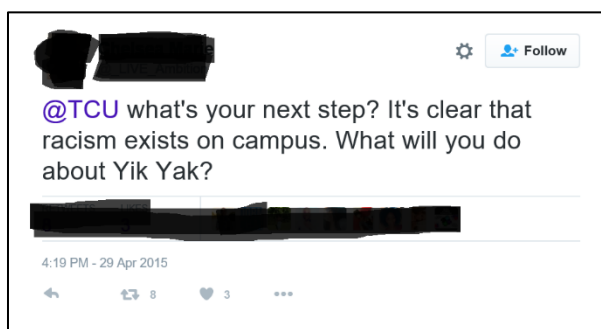 Follow
@TCU what's your next step? It's clear that
racism exists on campus. What will you do
about Yik Yak?
4:19 PM - 29 Apr 2015
8 3